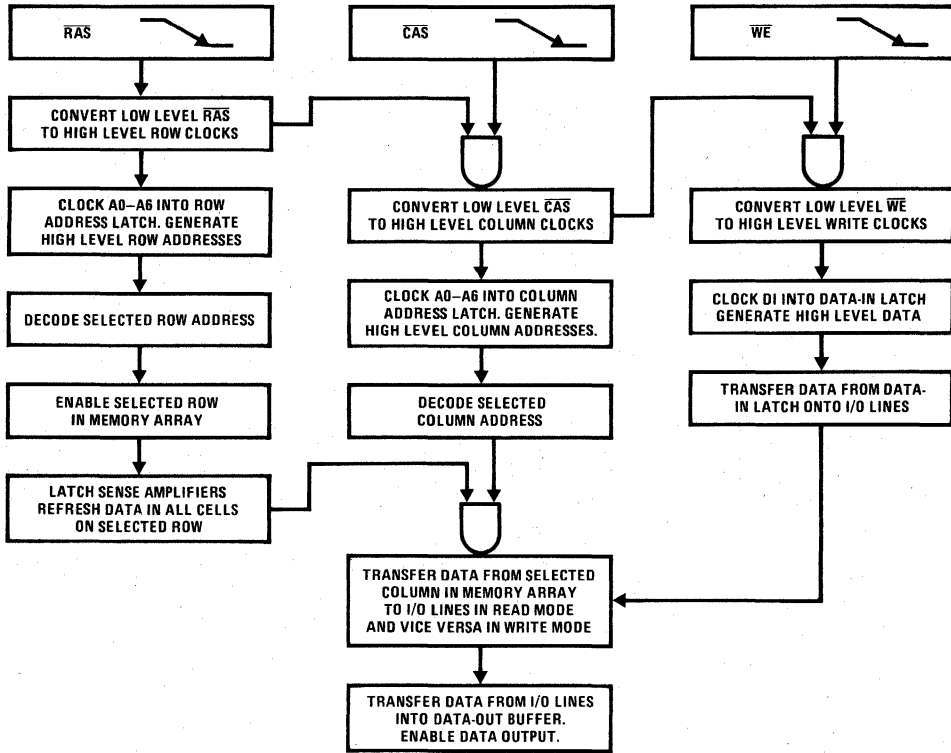 R̅A̅S̅
CONVERT LOW LEVEL R̅A̅S̅
TO HIGH LEVEL ROW CLOCKS
CLOCK A0–A6 INTO ROW
ADDRESS LATCH. GENERATE
HIGH LEVEL ROW ADDRESSES
DECODE SELECTED ROW ADDRESS
ENABLE SELECTED ROW
IN MEMORY ARRAY
LATCH SENSE AMPLIFIERS
REFRESH DATA IN ALL CELLS
ON SELECTED ROW
C̅A̅S̅
CONVERT LOW LEVEL C̅A̅S̅
TO HIGH LEVEL COLUMN CLOCKS
CLOCK A0–A6 INTO COLUMN
ADDRESS LATCH. GENERATE
HIGH LEVEL COLUMN ADDRESSES.
DECODE SELECTED
COLUMN ADDRESS
TRANSFER DATA FROM SELECTED
COLUMN IN MEMORY ARRAY
TO I/O LINES IN READ MODE
AND VICE VERSA IN WRITE MODE
TRANSFER DATA FROM I/O LINES
INTO DATA-OUT BUFFER.
ENABLE DATA OUTPUT.
W̅E̅
CONVERT LOW LEVEL W̅E̅
TO HIGH LEVEL WRITE CLOCKS
CLOCK DI INTO DATA-IN LATCH
GENERATE HIGH LEVEL DATA
TRANSFER DATA FROM DATA-
IN LATCH ONTO I/O LINES